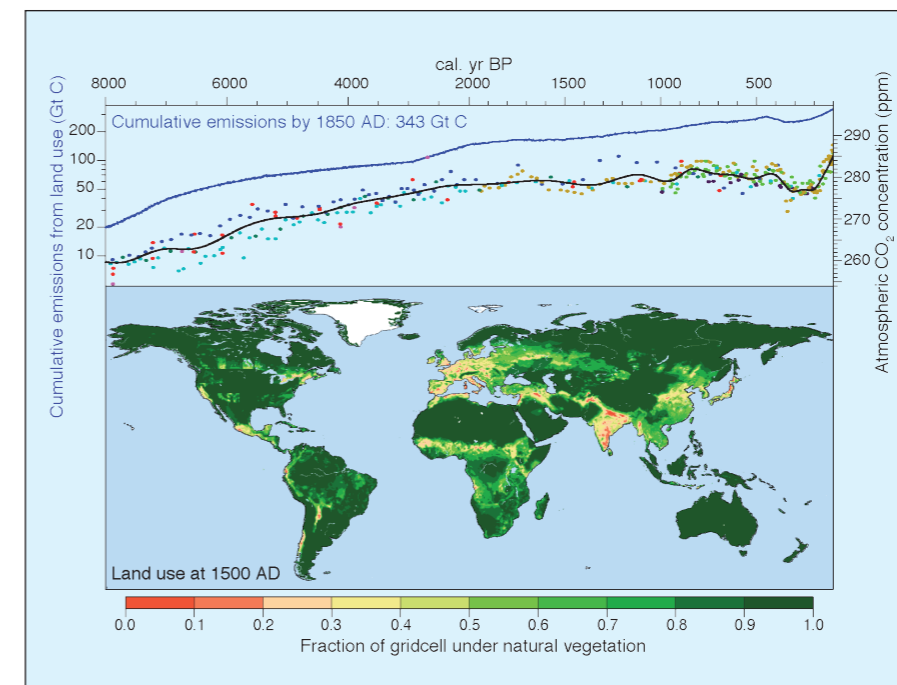 cal. yr BP
8000 6000 4000 2000 1500 1000 500
Cumulative emissions from land use (Gt C)
Cumulative emissions by 1850 AD: 343 Gt C
200
100
50
20
10
290
280
270
260
Atmospheric CO₂ concentration (ppm)
Land use at 1500 AD
0.0 0.1 0.2 0.3 0.4 0.5 0.6 0.7 0.8 0.9 1.0
Fraction of gridcell under natural vegetation